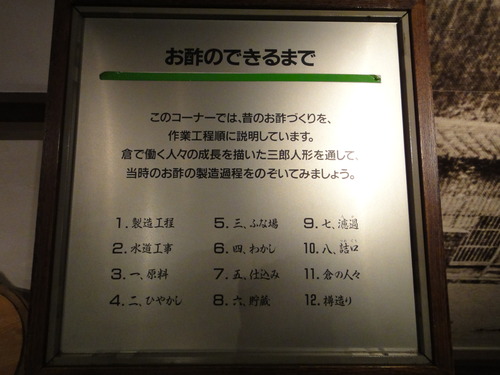 お酢のできるまで
このコーナーでは、昔のお酢づくりを、
作業工程順に説明しています。
倉で働く人々の成長を描いた三郎人形を通して、
当時のお酢の製造過程をのぞいてみましょう。
1. 製造工程
2. 水道工事
3. 一、原料
4. 二、ひやかし
5. 三、ふな場
6. 四、わかし
7. 五、仕込み
8. 六、貯蔵
9. 七、濾過
10. 八、詰口
11. 倉の人々
12. 樽造り